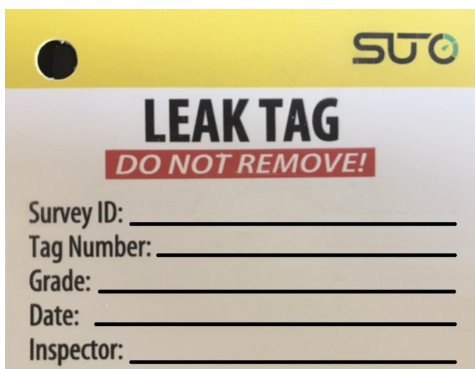 SUTO
LEAK TAG
DO NOT REMOVE!
Survey ID:
Tag Number:
Grade:
Date:
Inspector: